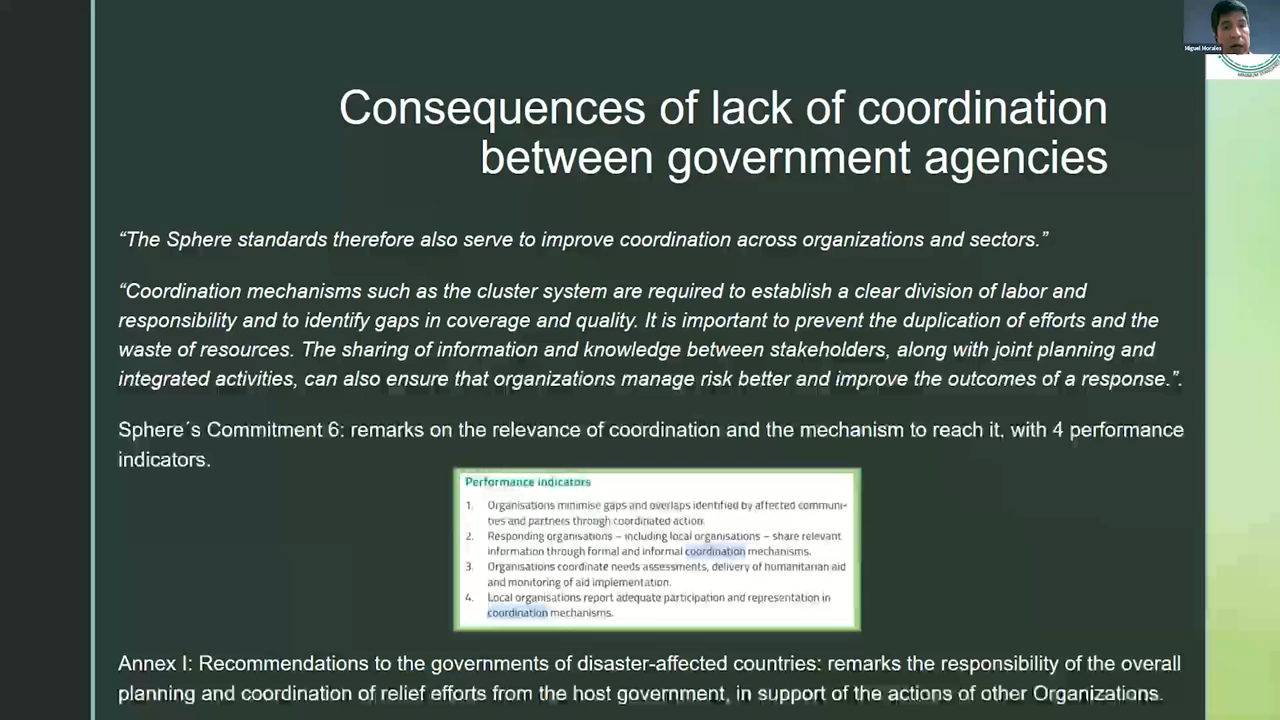 Miguel Morales
Consequences of lack of coordination
between government agencies
“The Sphere standards therefore also serve to improve coordination across organizations and sectors.”
“Coordination mechanisms such as the cluster system are required to establish a clear division of labor and
responsibility and to identify gaps in coverage and quality. It is important to prevent the duplication of efforts and the
waste of resources. The sharing of information and knowledge between stakeholders, along with joint planning and
integrated activities, can also ensure that organizations manage risk better and improve the outcomes of a response.”.
Sphere´s Commitment 6: remarks on the relevance of coordination and the mechanism to reach it, with 4 performance
indicators.
Performance indicators
1. Organisations minimise gaps and overlaps identified by affected communi-
ties and partners through coordinated action.
2. Responding organisations – including local organisations – share relevant
information through formal and informal coordination mechanisms.
3. Organisations coordinate needs assessments, delivery of humanitarian aid
and monitoring of aid implementation.
4. Local organisations report adequate participation and representation in
coordination mechanisms.
Annex I: Recommendations to the governments of disaster-affected countries: remarks the responsibility of the overall
planning and coordination of relief efforts from the host government, in support of the actions of other Organizations.